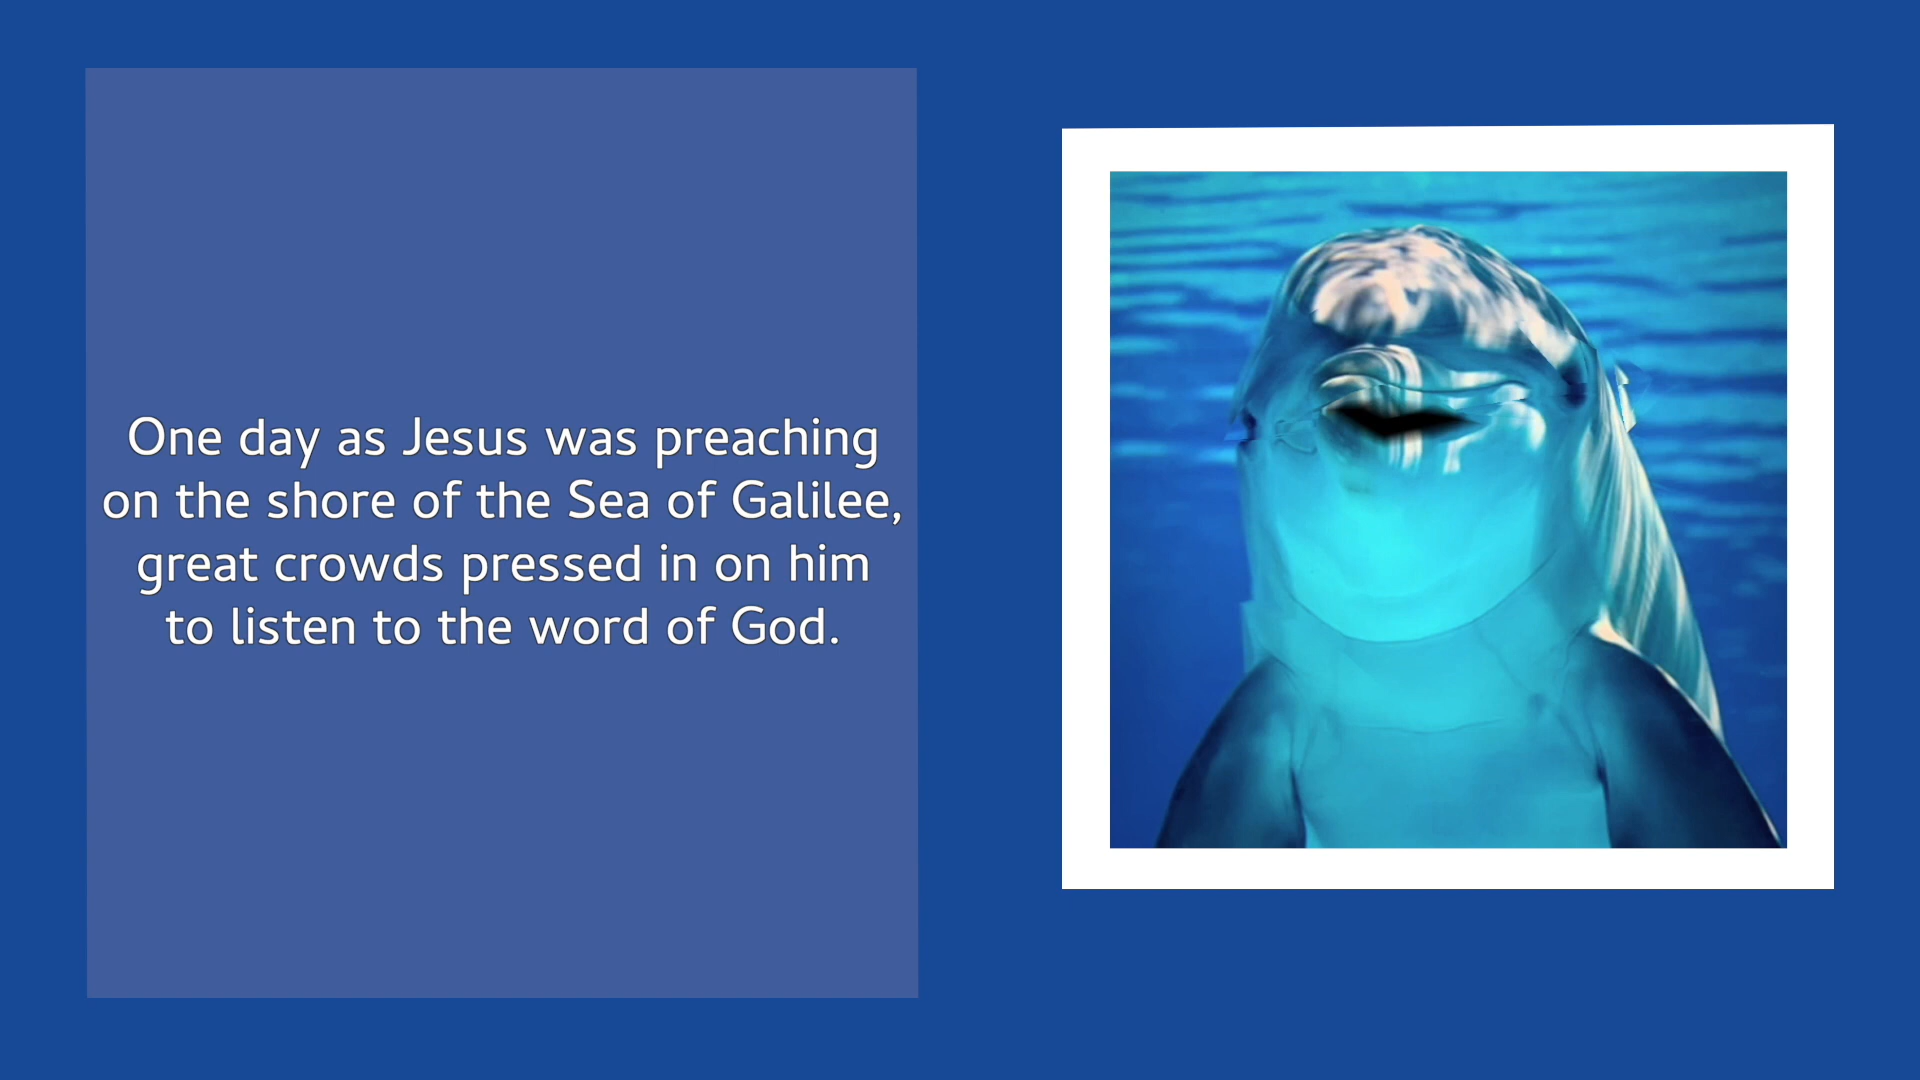 One day as Jesus was preaching
on the shore of the Sea of Galilee,
great crowds pressed in on him
to listen to the word of God.